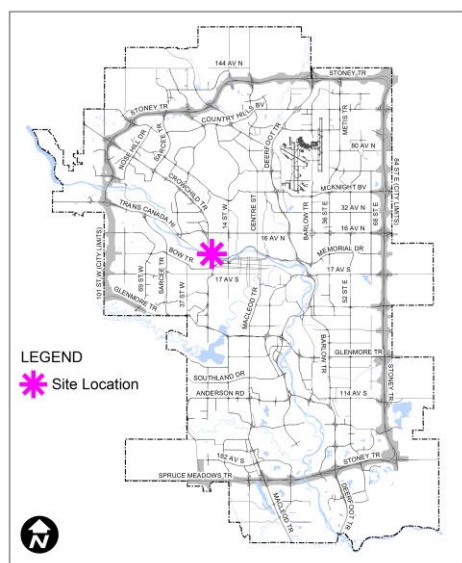 144 AV N
STONEY TR
STONEY TR
COUNTRY HILLS BV
METIS TR
DEERFOOT TR
SARCEE TR
ROSE HILL DR
80 AV N
CROWCHILD TR
84 ST E (CITY LIMITS)
MCKNIGHT BV
TRANS CANADA HI
14 ST W
CENTRE ST
BARLOW TR
36 ST E
32 AV N
68 ST E
16 AV N
16 AV N
MEMORIAL DR
BOW TR
17 AV S
17 AV S
101 ST W (CITY LIMITS)
69 ST W
SARCEE TR
37 ST W
GLENMORE TR
MACLEOD TR
52 ST E
BARLOW TR
GLENMORE TR
LEGEND
Site Location
SOUTHLAND DR
STONEY TR
ANDERSON RD
114 AV S
162 AV S
STONEY TR
SPRUCE MEADOWS TR
MACLEOD TR
DEERFOOT TR
N